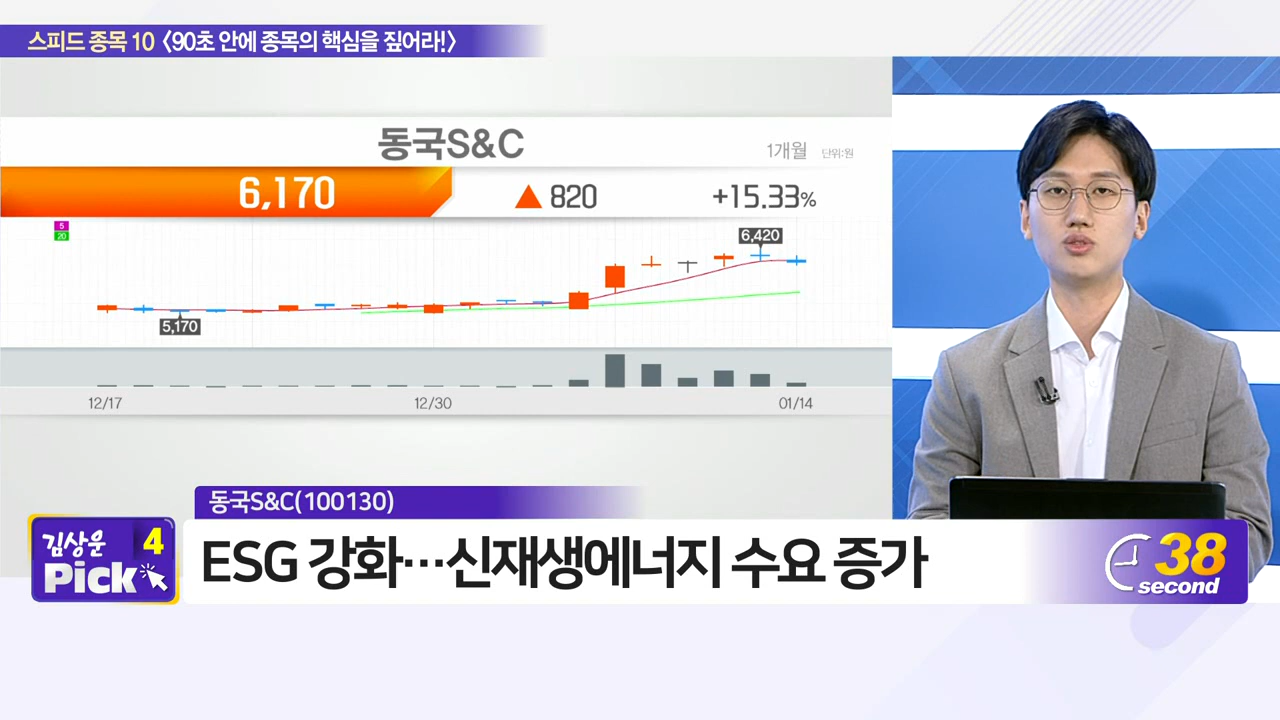 스피드 종목 10 <90초 안에 종목의 핵심을 짚어라!>
동국S&C
1개월 단위:원
6,170 ▲ 820 +15.33%
5
20
6,420
5,170
12/17 12/30 01/14
동국S&C(100130)
김상운 4
Pick
ESG 강화…신재생에너지 수요 증가
38
second